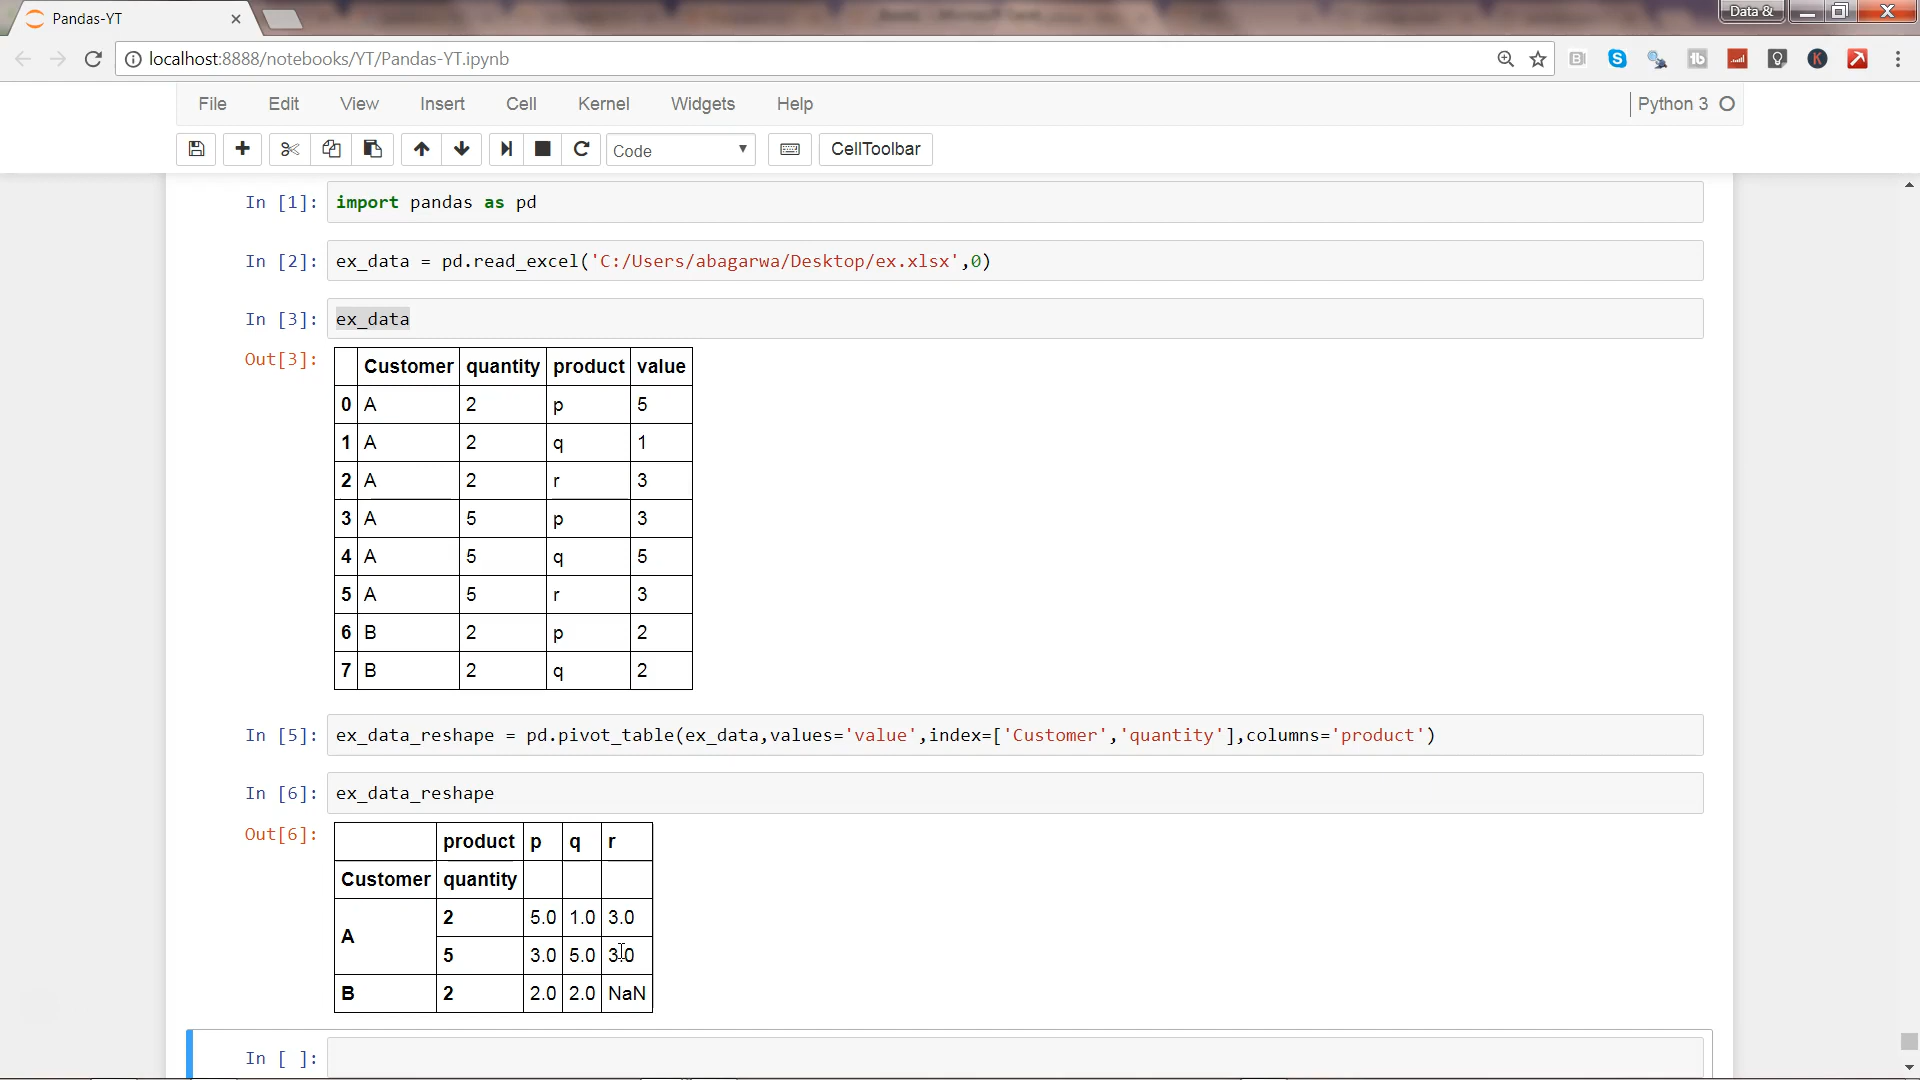 Pandas-YT
Data &
localhost:8888/notebooks/YT/Pandas-YT.ipynb
File Edit View Insert Cell Kernel Widgets Help
Python 3
Code
CellToolbar
In [1]: import pandas as pd
In [2]: ex_data = pd.read_excel('C:/Users/abagarwa/Desktop/ex.xlsx',0)
In [3]: ex_data
Out[3]:
Customer quantity product value
0 A 2 p 5
1 A 2 q 1
2 A 2 r 3
3 A 5 p 3
4 A 5 q 5
5 A 5 r 3
6 B 2 p 2
7 B 2 q 2
In [5]: ex_data_reshape = pd.pivot_table(ex_data,values='value',index=['Customer','quantity'],columns='product')
In [6]: ex_data_reshape
Out[6]:
product p q r
Customer quantity
A 2 5.0 1.0 3.0
5 3.0 5.0 3.0
B 2 2.0 2.0 NaN
In [ ]: